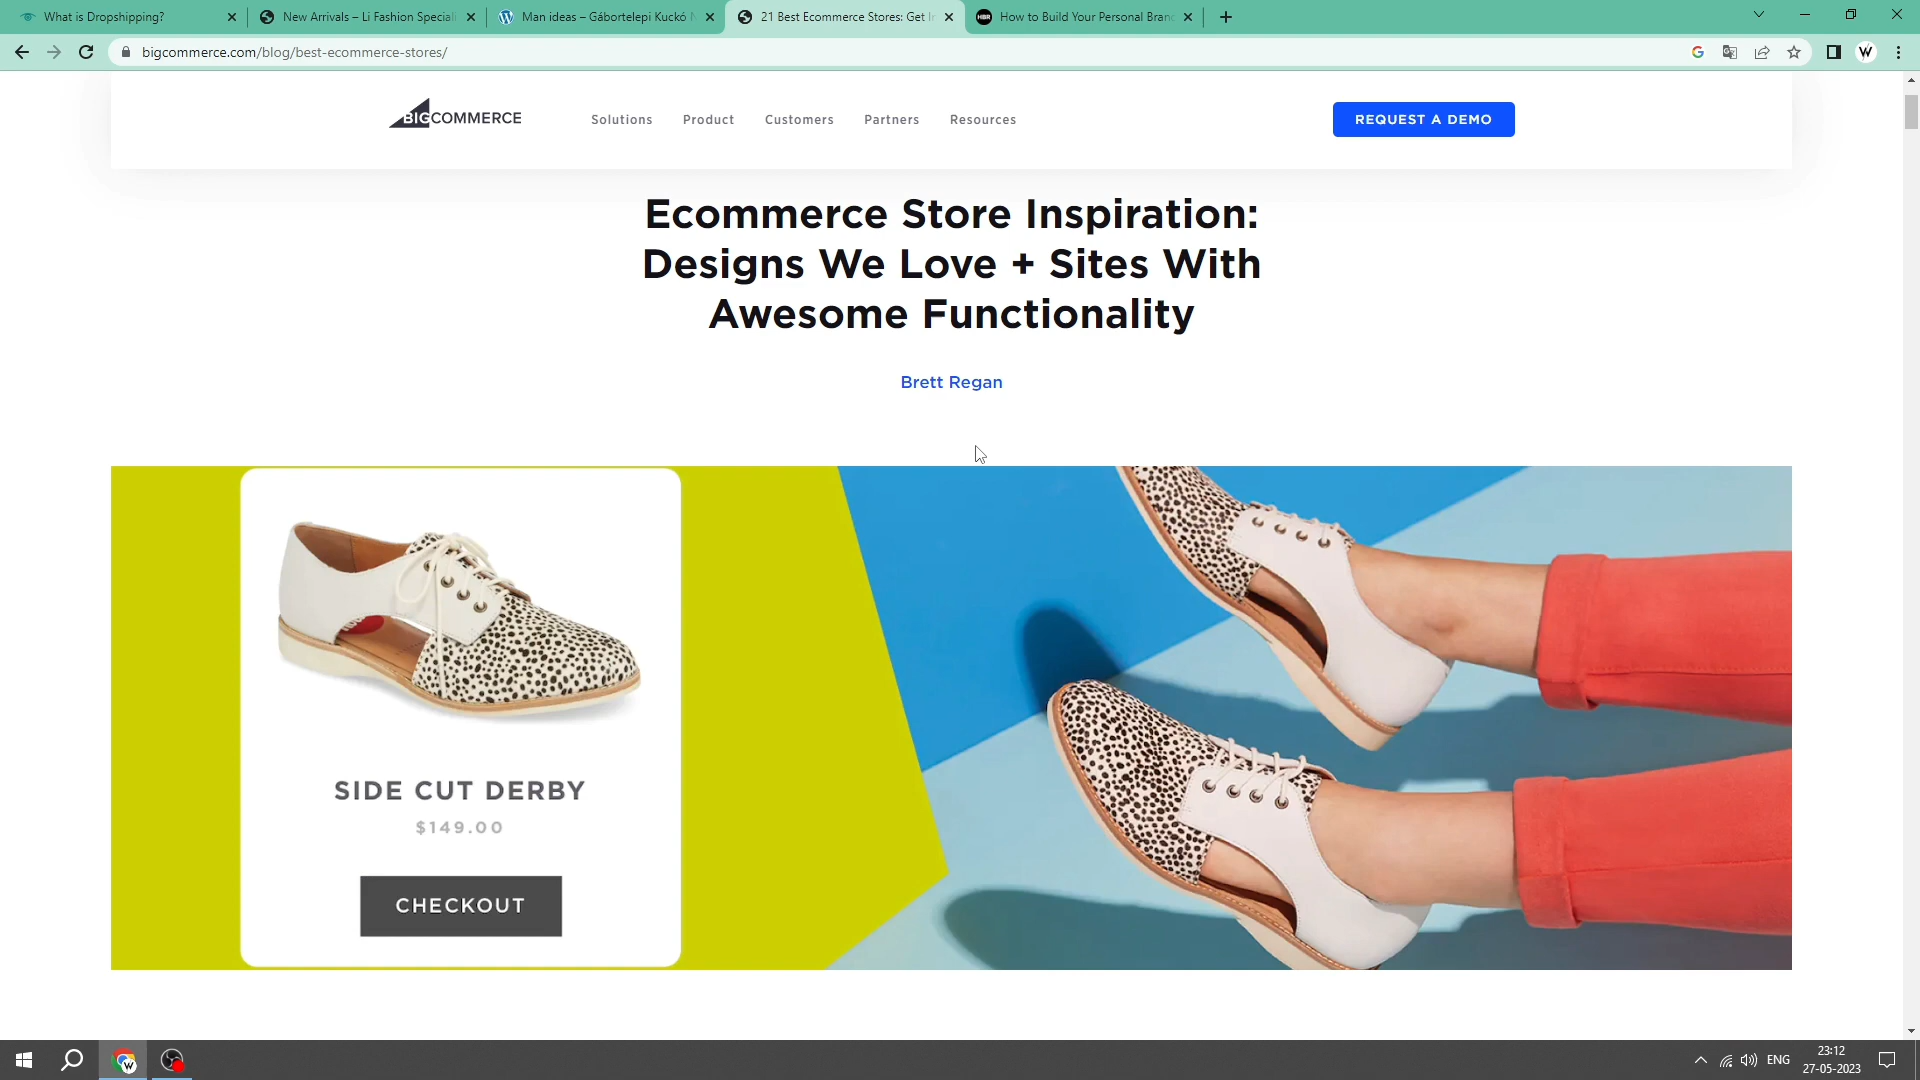 What is Dropshipping?
New Arrivals – Li Fashion Speciali
Man ideas – Gábortelepi Kuckó
21 Best Ecommerce Stores: Get In
HBR
How to Build Your Personal Bran
bigcommerce.com/blog/best-ecommerce-stores/
W
BIGCOMMERCE
Solutions
Product
Customers
Partners
Resources
REQUEST A DEMO
Ecommerce Store Inspiration:
Designs We Love + Sites With
Awesome Functionality
Brett Regan
SIDE CUT DERBY
$149.00
CHECKOUT
ENG
23:12
27-05-2023